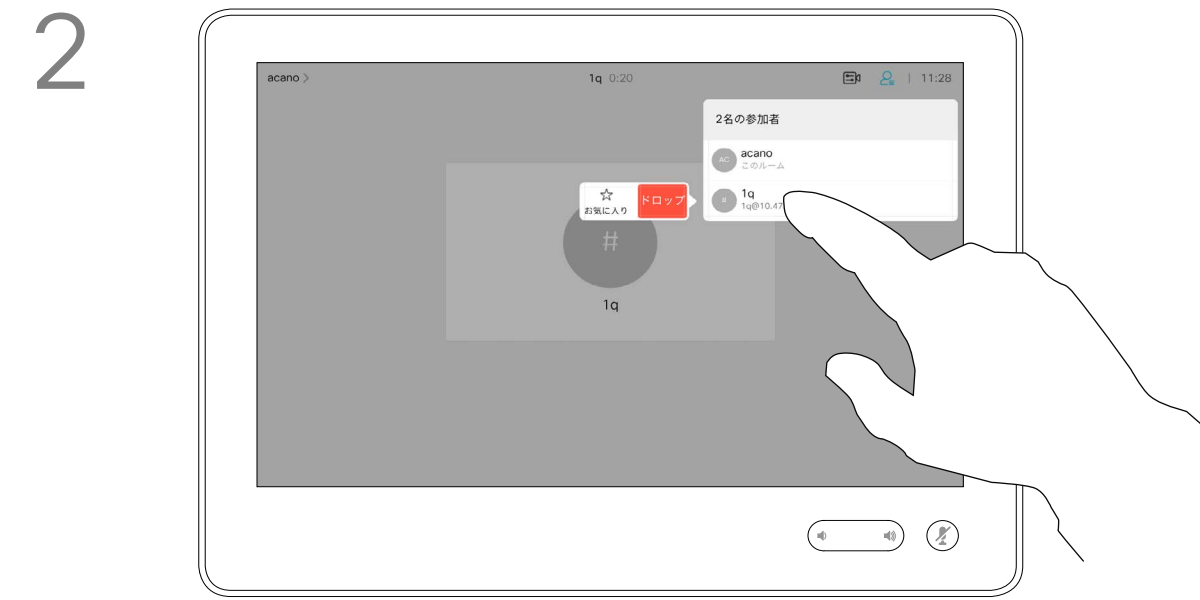 2
acano >
1q 0:20
11:28
2名の参加者
AC
acano
このルーム
お気に入り
ドロップ
#
1q
1q@10.47
#
1q